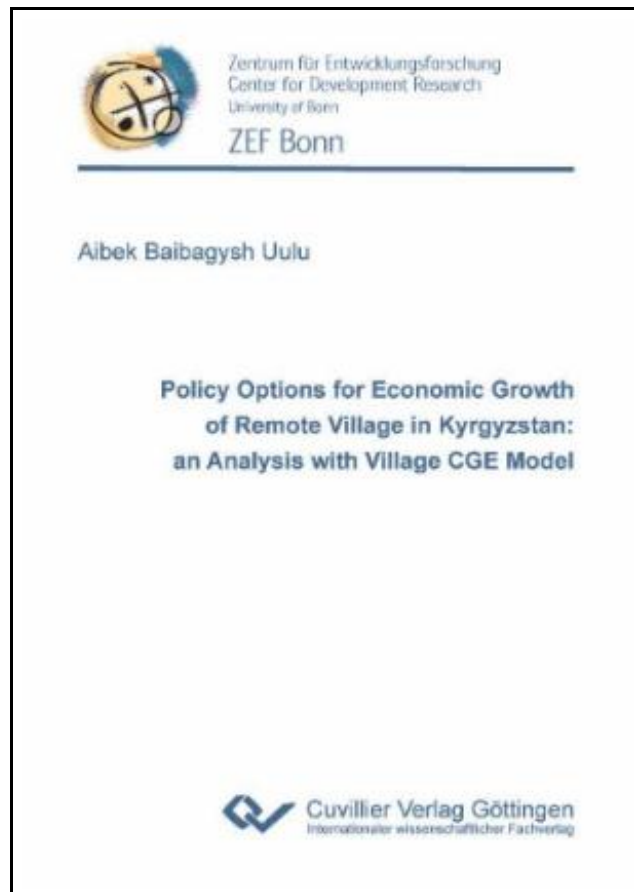 Zentrum für Entwicklungsforschung
Center for Development Research
University of Bonn
ZEF Bonn
Aibek Baibagysh Uulu
Policy Options for Economic Growth
of Remote Village in Kyrgyzstan:
an Analysis with Village CGE Model
Cuvillier Verlag Göttingen
Internationaler wissenschaftlicher Fachverlag